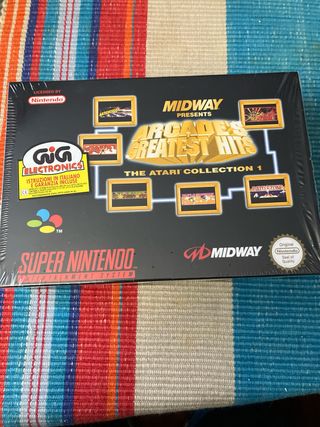 LICENSED BY
Nintendo
MIDWAY
PRESENTS
ARCADE'S
GREATEST HITS
THE ATARI COLLECTION 1
GiG
ELECTRONICS
ISTRUZIONI IN ITALIANO
E GARANZIA INCLUSE
TM
SUPER NINTENDO
ENTERTAINMENT SYSTEM
MIDWAY
Original
Nintendo
Seal of
Quality